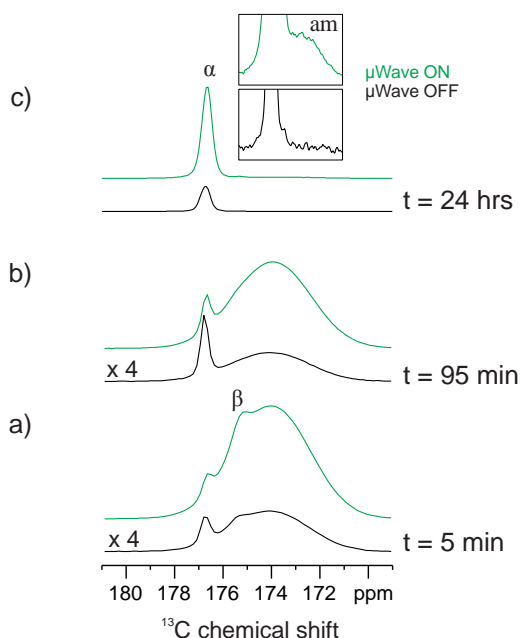 am
α
μWave ON
μWave OFF
c)
t = 24 hrs
b)
x 4
t = 95 min
β
a)
x 4
t = 5 min
180 178 176 174 172 ppm
¹³C chemical shift